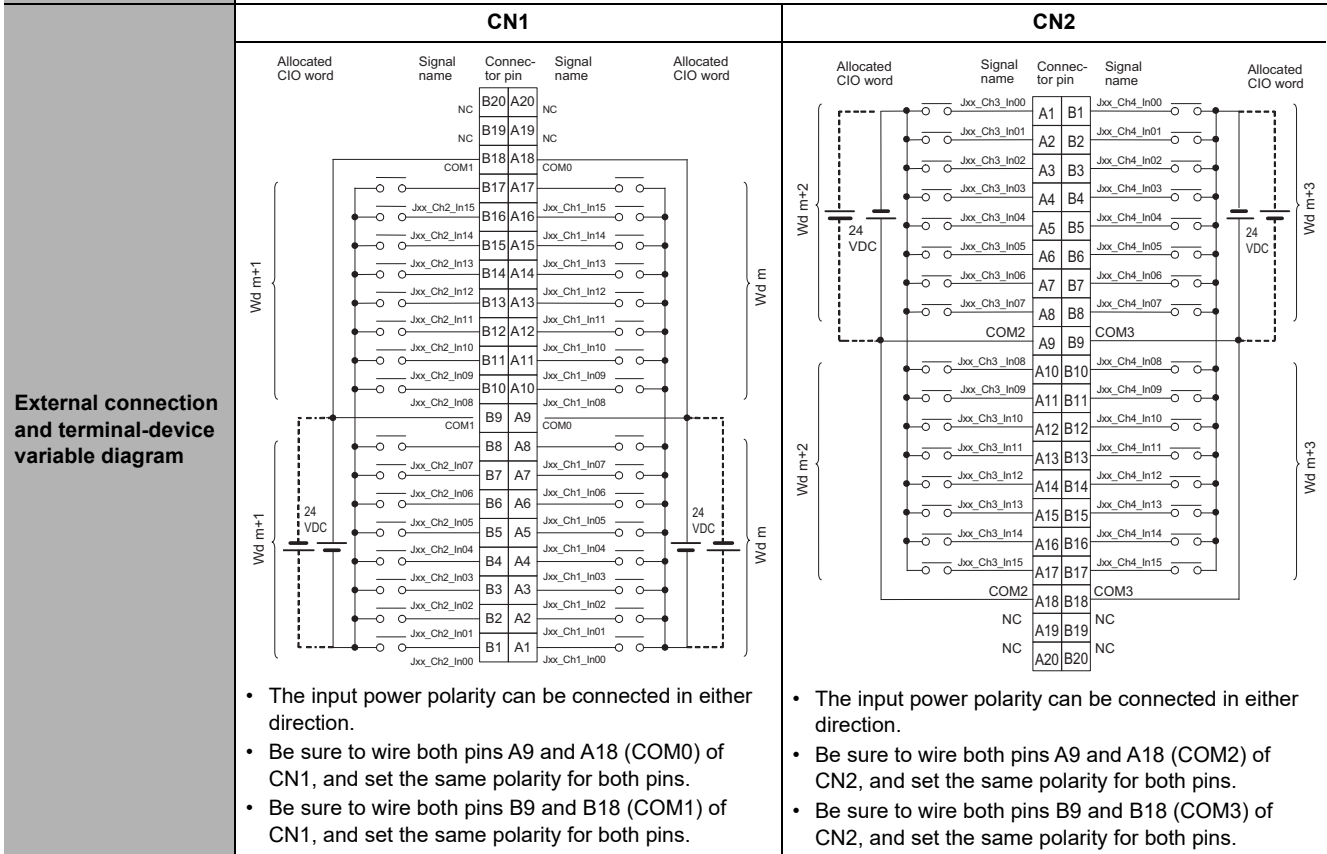 CN1
CN2
External connection
and terminal-device
variable diagram
Allocated
CIO word
Signal
name
Connec-
tor pin
Signal
name
Allocated
CIO word
NC B20 A20 NC
NC B19 A19 NC
COM1 B18 A18 COM0
B17 A17
Jxx_Ch2_In15 B16 A16 Jxx_Ch1_In15
Jxx_Ch2_In14 B15 A15 Jxx_Ch1_In14
Jxx_Ch2_In13 B14 A14 Jxx_Ch1_In13
Jxx_Ch2_In12 B13 A13 Jxx_Ch1_In12
Jxx_Ch2_In11 B12 A12 Jxx_Ch1_In11
Jxx_Ch2_In10 B11 A11 Jxx_Ch1_In10
Jxx_Ch2_In09 B10 A10 Jxx_Ch1_In09
Jxx_Ch2_In08 Jxx_Ch1_In08
Wd m+1
Wd m
COM1 B9 A9 COM0
B8 A8
Jxx_Ch2_In07 B7 A7 Jxx_Ch1_In07
Jxx_Ch2_In06 B6 A6 Jxx_Ch1_In06
Jxx_Ch2_In05 B5 A5 Jxx_Ch1_In05
Jxx_Ch2_In04 B4 A4 Jxx_Ch1_In04
Jxx_Ch2_In03 B3 A3 Jxx_Ch1_In03
Jxx_Ch2_In02 B2 A2 Jxx_Ch1_In02
Jxx_Ch2_In01 B1 A1 Jxx_Ch1_In01
Jxx_Ch2_In00 Jxx_Ch1_In00
Wd m+1
24
VDC
24
VDC
Wd m
• The input power polarity can be connected in either
direction.
• Be sure to wire both pins A9 and A18 (COM0) of
CN1, and set the same polarity for both pins.
• Be sure to wire both pins B9 and B18 (COM1) of
CN1, and set the same polarity for both pins.
Allocated
CIO word
Signal
name
Connec-
tor pin
Signal
name
Allocated
CIO word
Jxx_Ch3_In00 A1 B1 Jxx_Ch4_In00
Jxx_Ch3_In01 A2 B2 Jxx_Ch4_In01
Jxx_Ch3_In02 A3 B3 Jxx_Ch4_In02
Jxx_Ch3_In03 A4 B4 Jxx_Ch4_In03
Jxx_Ch3_In04 A5 B5 Jxx_Ch4_In04
Jxx_Ch3_In05 A6 B6 Jxx_Ch4_In05
Jxx_Ch3_In06 A7 B7 Jxx_Ch4_In06
Jxx_Ch3_In07 A8 B8 Jxx_Ch4_In07
COM2 A9 B9 COM3
Wd m+2
24
VDC
24
VDC
Wd m+3
Jxx_Ch3_In08 A10 B10 Jxx_Ch4_In08
Jxx_Ch3_In09 A11 B11 Jxx_Ch4_In09
Jxx_Ch3_In10 A12 B12 Jxx_Ch4_In10
Jxx_Ch3_In11 A13 B13 Jxx_Ch4_In11
Jxx_Ch3_In12 A14 B14 Jxx_Ch4_In12
Jxx_Ch3_In13 A15 B15 Jxx_Ch4_In13
Jxx_Ch3_In14 A16 B16 Jxx_Ch4_In14
Jxx_Ch3_In15 A17 B17 Jxx_Ch4_In15
COM2 A18 B18 COM3
NC A19 B19 NC
NC A20 B20 NC
Wd m+2
Wd m+3
• The input power polarity can be connected in either
direction.
• Be sure to wire both pins A9 and A18 (COM2) of
CN2, and set the same polarity for both pins.
• Be sure to wire both pins B9 and B18 (COM3) of
CN2, and set the same polarity for both pins.